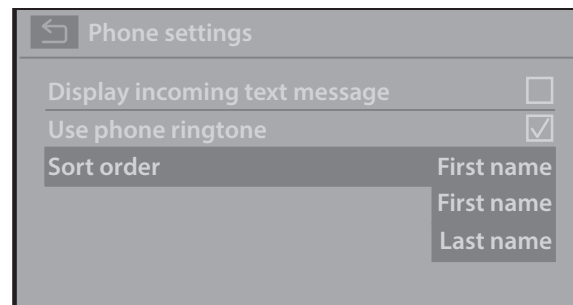 Phone settings
Display incoming text message
Use phone ringtone
Sort order First name
First name
Last name